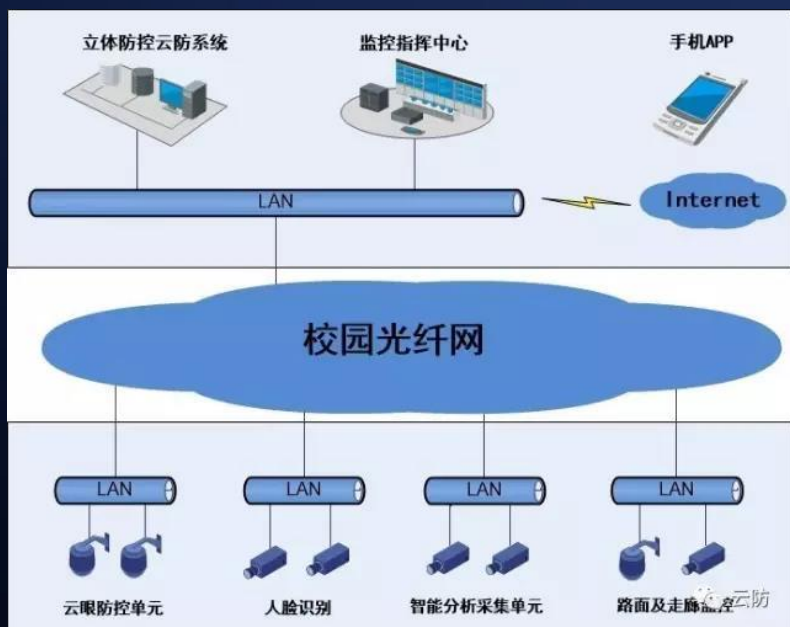 立体防控云防系统
监控指挥中心
手机APP
LAN
Internet
校园光纤网
LAN
LAN
LAN
LAN
云眼防控单元
人脸识别
智能分析采集单元
路面及走廊监控
云防